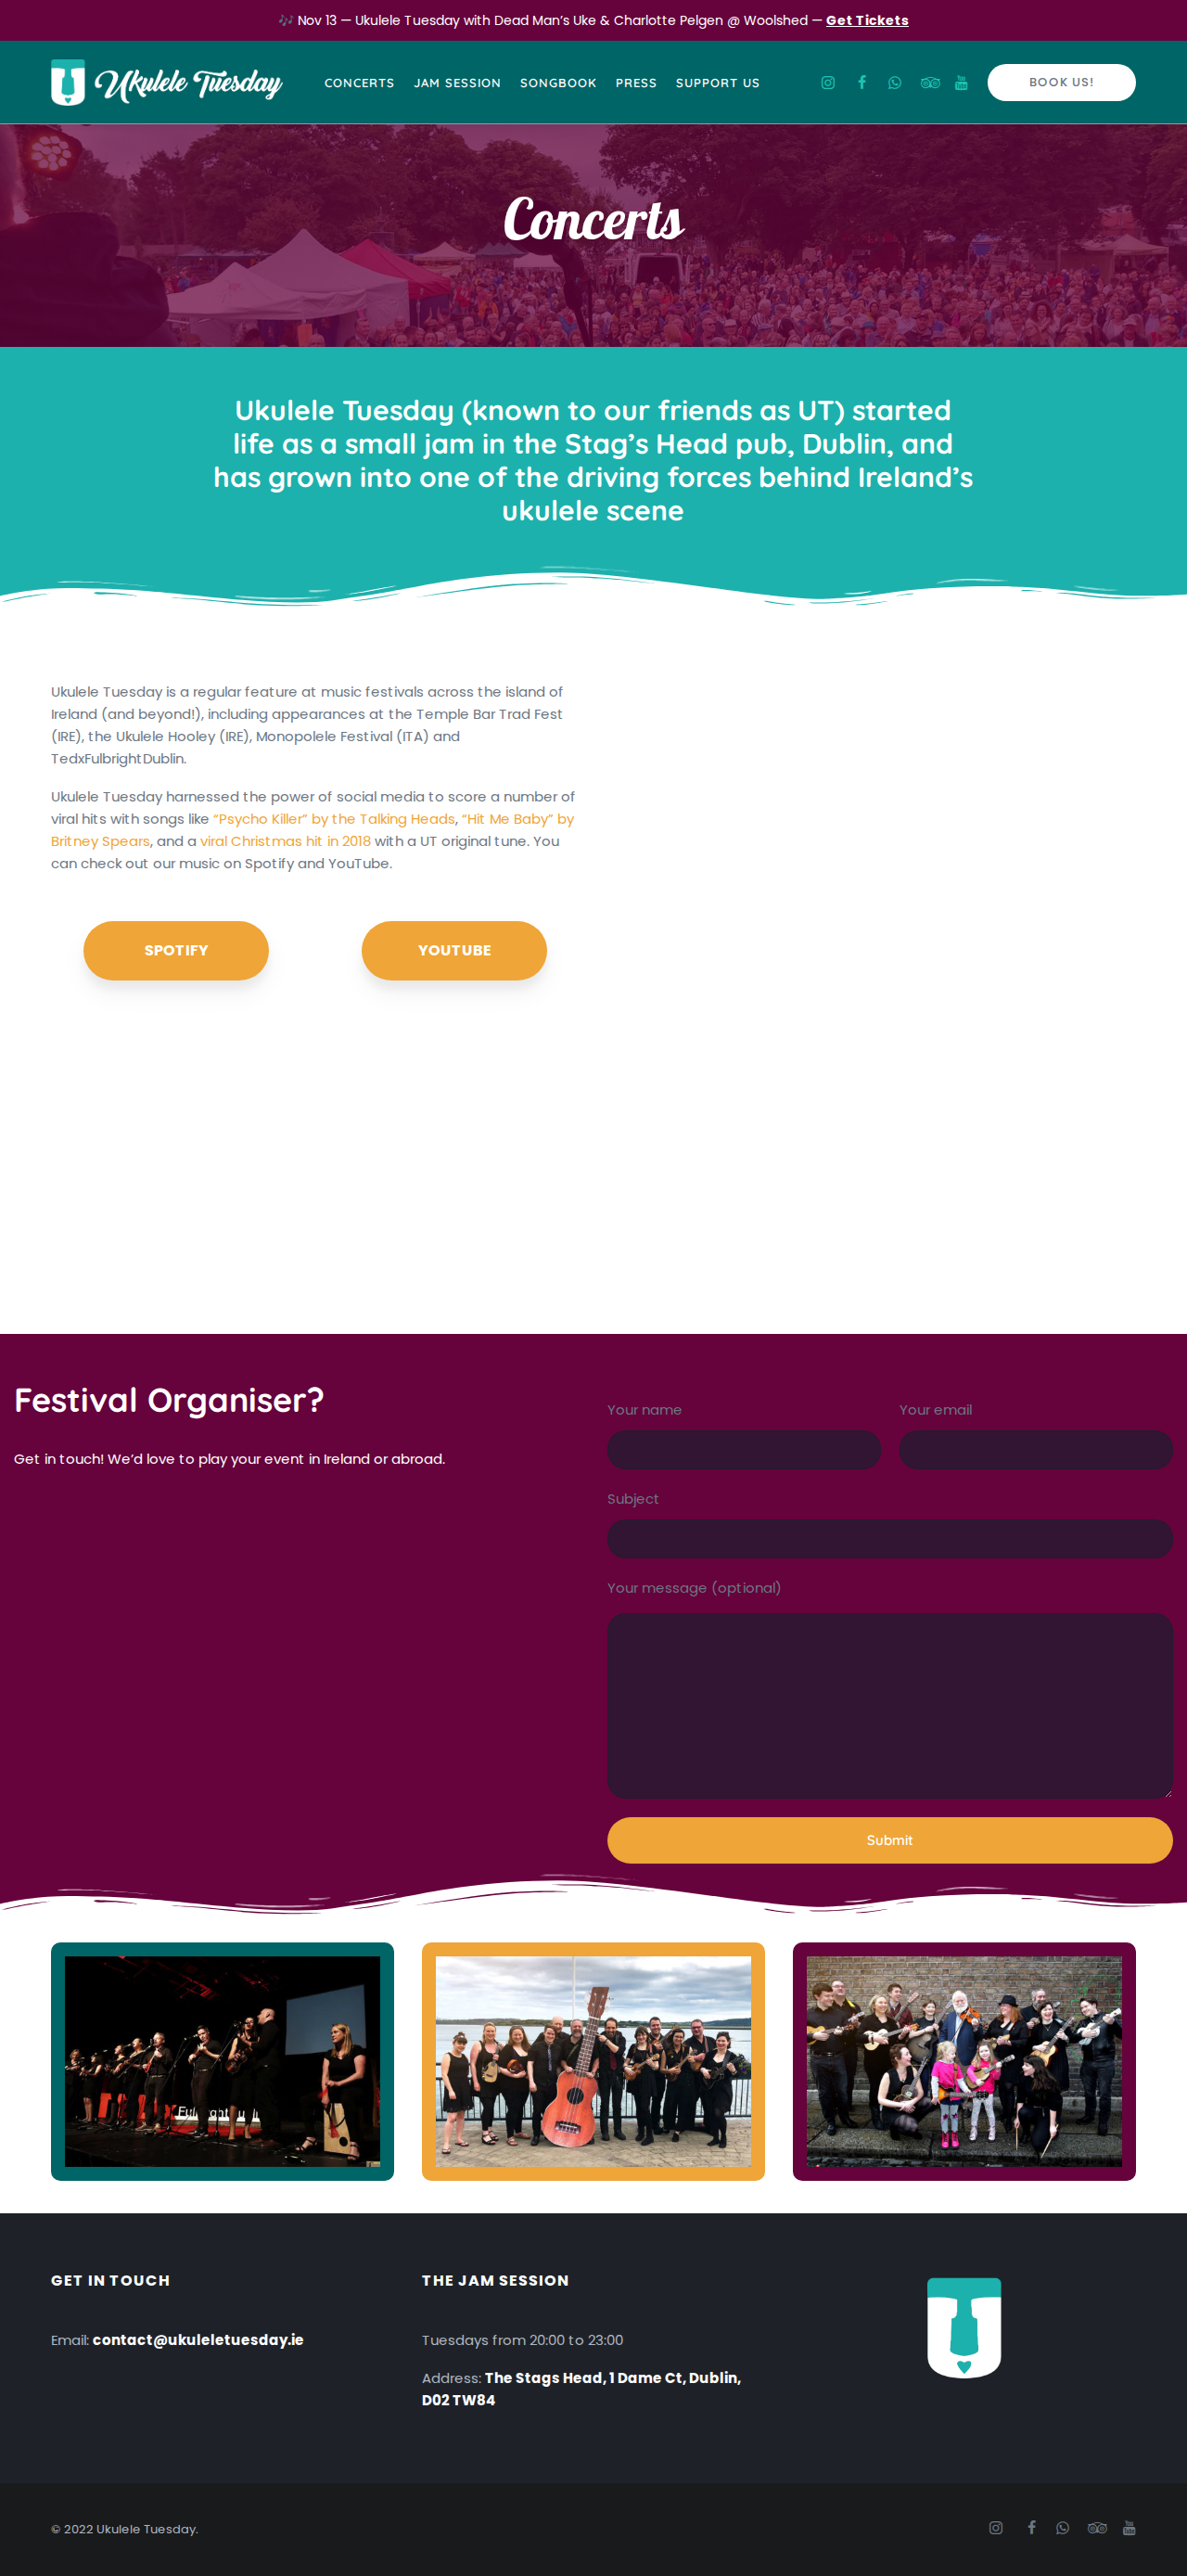 🎶 Nov 13 — Ukulele Tuesday with Dead Man’s Uke & Charlotte Pelgen @ Woolshed — Get Tickets
Ukulele Tuesday
CONCERTS JAM SESSION SONGBOOK PRESS SUPPORT US
BOOK US!
Concerts
Ukulele Tuesday (known to our friends as UT) started
life as a small jam in the Stag’s Head pub, Dublin, and
has grown into one of the driving forces behind Ireland’s
ukulele scene
Ukulele Tuesday is a regular feature at music festivals across the island of
Ireland (and beyond!), including appearances at the Temple Bar Trad Fest
(IRE), the Ukulele Hooley (IRE), Monopolele Festival (ITA) and
TedxFulbrightDublin.
Ukulele Tuesday harnessed the power of social media to score a number of
viral hits with songs like “Psycho Killer” by the Talking Heads, “Hit Me Baby” by
Britney Spears, and a viral Christmas hit in 2018 with a UT original tune. You
can check out our music on Spotify and YouTube.
SPOTIFY
YOUTUBE
Festival Organiser?
Get in touch! We’d love to play your event in Ireland or abroad.
Your name
Your email
Subject
Your message (optional)
Submit
GET IN TOUCH
Email: contact@ukuleletuesday.ie
THE JAM SESSION
Tuesdays from 20:00 to 23:00
Address: The Stags Head, 1 Dame Ct, Dublin,
D02 TW84
© 2022 Ukulele Tuesday.